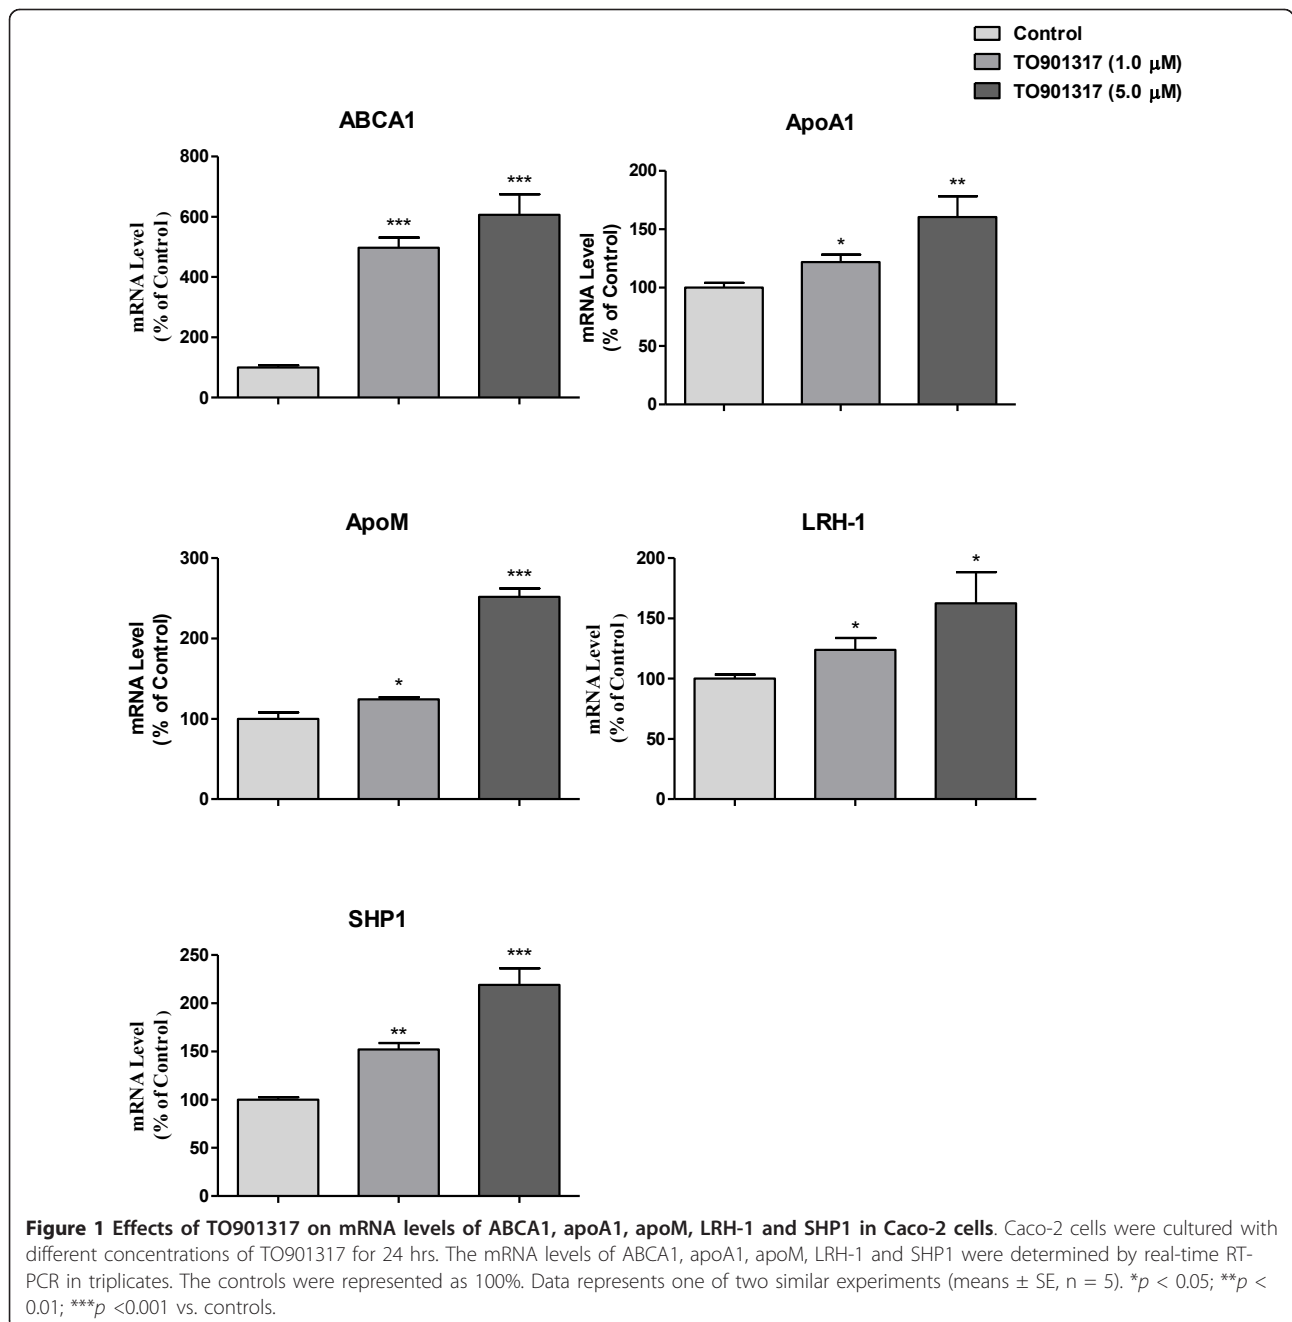 Control
TO901317 (1.0 μM)
TO901317 (5.0 μM)
ABCA1
800
600
400
200
0
mRNA Level
(% of Control)
***
***
ApoA1
200
150
100
50
0
mRNA Level
(% of Control)
*
**
ApoM
300
200
100
0
mRNA Level
(% of Control)
*
***
LRH-1
200
150
100
50
0
mRNA Level
(% of Control)
*
*
SHP1
250
200
150
100
50
0
mRNA Level
(% of Control)
**
***
Figure 1 Effects of TO901317 on mRNA levels of ABCA1, apoA1, apoM, LRH-1 and SHP1 in Caco-2 cells. Caco-2 cells were cultured with
different concentrations of TO901317 for 24 hrs. The mRNA levels of ABCA1, apoA1, apoM, LRH-1 and SHP1 were determined by real-time RT-
PCR in triplicates. The controls were represented as 100%. Data represents one of two similar experiments (means ± SE, n = 5). *p < 0.05; **p <
0.01; ***p <0.001 vs. controls.